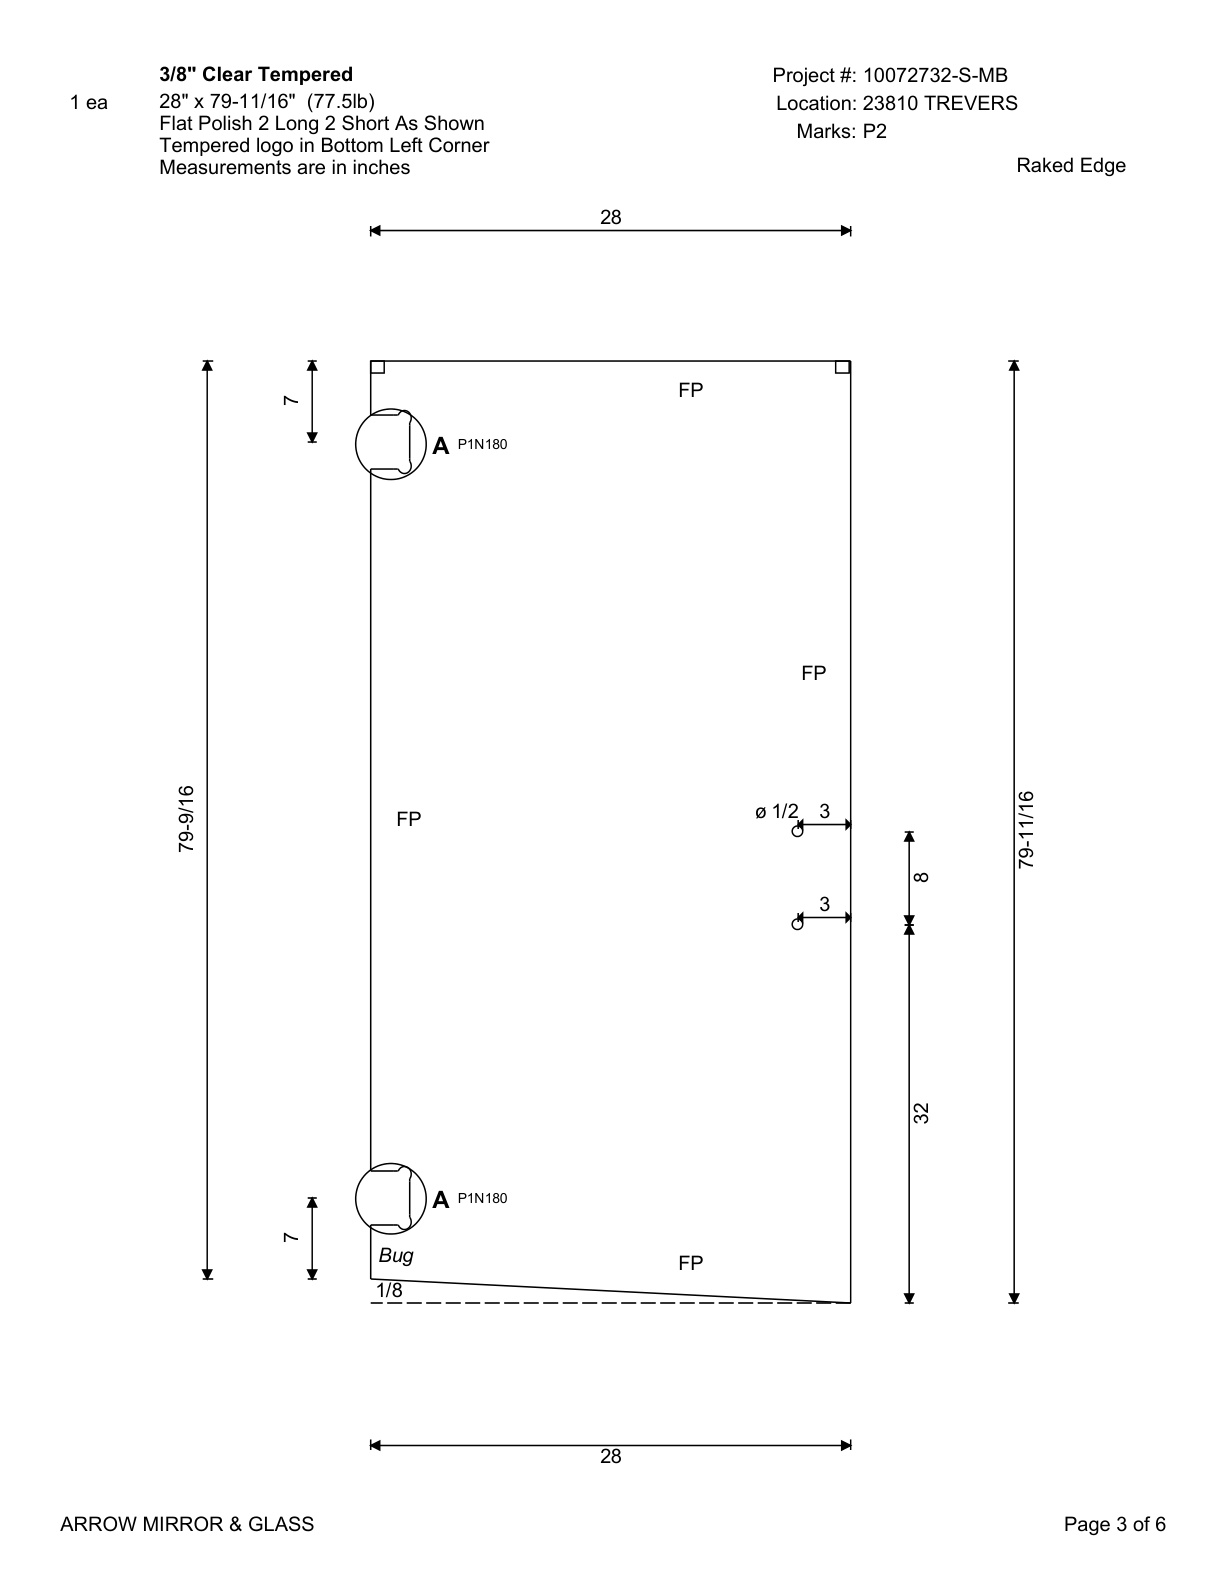 3/8" Clear Tempered
1 ea
28" x 79-11/16" (77.5lb)
Flat Polish 2 Long 2 Short As Shown
Tempered logo in Bottom Left Corner
Measurements are in inches
Project #: 10072732-S-MB
Location: 23810 TREVERS
Marks: P2
Raked Edge
28
7
FP
A P1N180
FP
79-9/16
FP
ø 1/2
3
8
79-11/16
3
32
A P1N180
7
Bug
FP
1/8
28
ARROW MIRROR & GLASS
Page 3 of 6